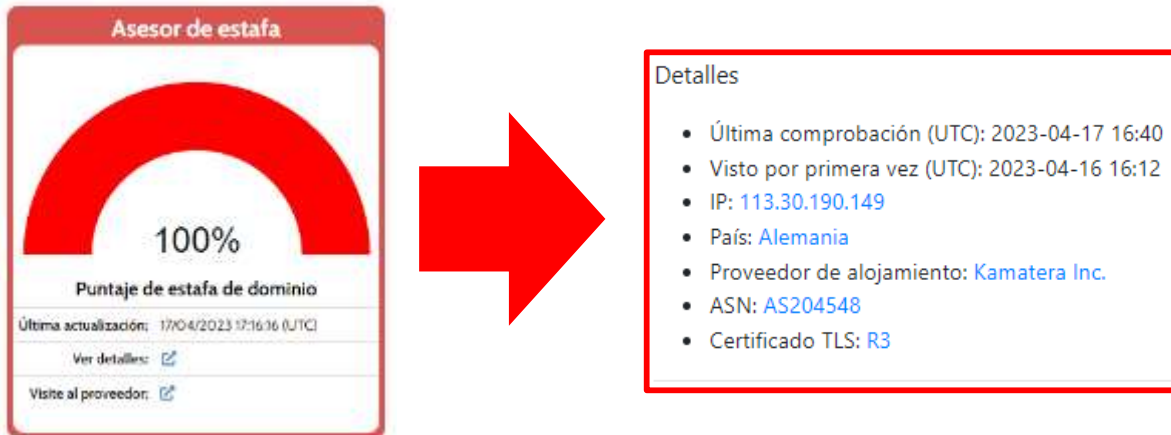 Asesor de estafa
100%
Puntaje de estafa de dominio
Última actualización: 17/04/2023 17:16:16 (UTC)
Ver detalles:
Visite al proveedor:
Detalles
Última comprobación (UTC): 2023-04-17 16:40
Visto por primera vez (UTC): 2023-04-16 16:12
IP: 113.30.190.149
País: Alemania
Proveedor de alojamiento: Kamatera Inc.
ASN: AS204548
Certificado TLS: R3